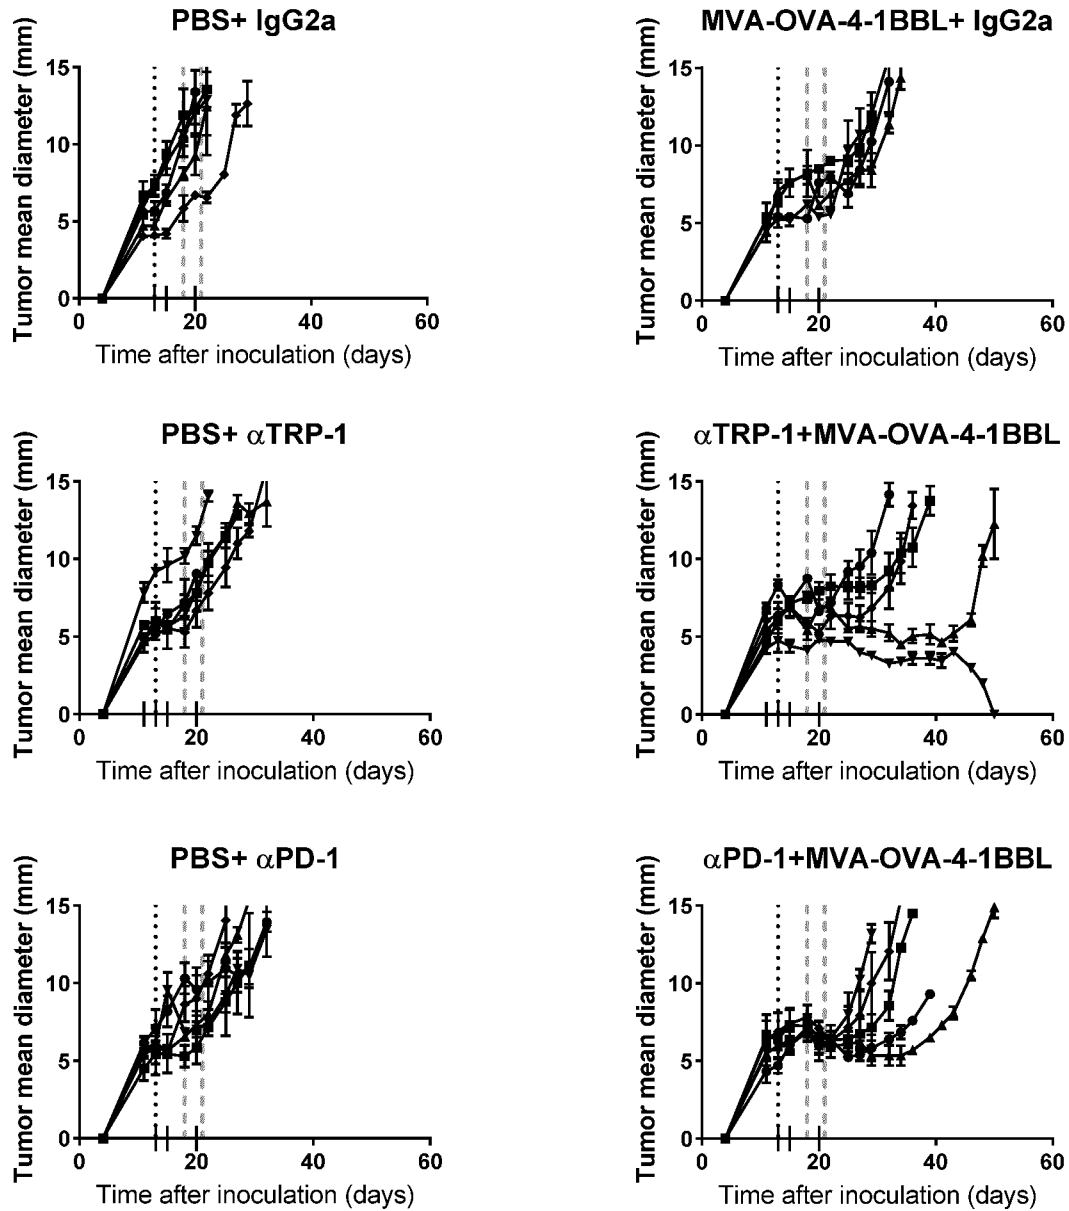 PBS+ IgG2a
Tumor mean diameter (mm)
15
10
5
0
0 20 40 60
Time after inoculation (days)
MVA-OVA-4-1BBL+ IgG2a
Tumor mean diameter (mm)
15
10
5
0
0 20 40 60
Time after inoculation (days)
PBS+ αTRP-1
Tumor mean diameter (mm)
15
10
5
0
0 20 40 60
Time after inoculation (days)
αTRP-1+MVA-OVA-4-1BBL
Tumor mean diameter (mm)
15
10
5
0
0 20 40 60
Time after inoculation (days)
PBS+ αPD-1
Tumor mean diameter (mm)
15
10
5
0
0 20 40 60
Time after inoculation (days)
αPD-1+MVA-OVA-4-1BBL
Tumor mean diameter (mm)
15
10
5
0
0 20 40 60
Time after inoculation (days)